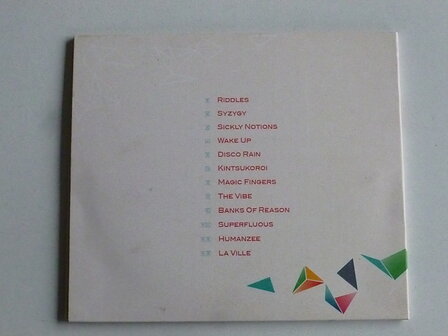 Riddles
Syzygy
Sickly Notions
Wake Up
Disco Rain
Kintsukoroi
Magic Fingers
The Vibe
Banks Of Reason
Superfluous
Humanzee
La Ville